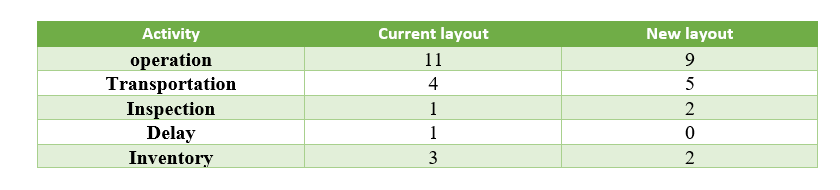 Activity Current layout New layout
operation 11 9
Transportation 4 5
Inspection 1 2
Delay 1 0
Inventory 3 2